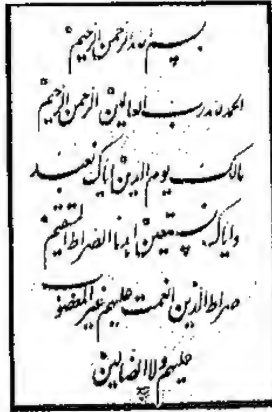 بسم الله الرحمن الرحیم
الحمد لله رب العالمین الرحمن الرحیم
مالک یوم الدین ایاک نعبد
و ایاک نستعین اهدنا الصراط المستقیم
صراط الذین انعمت علیهم غیر المغضوب
علیهم ولا الضالین